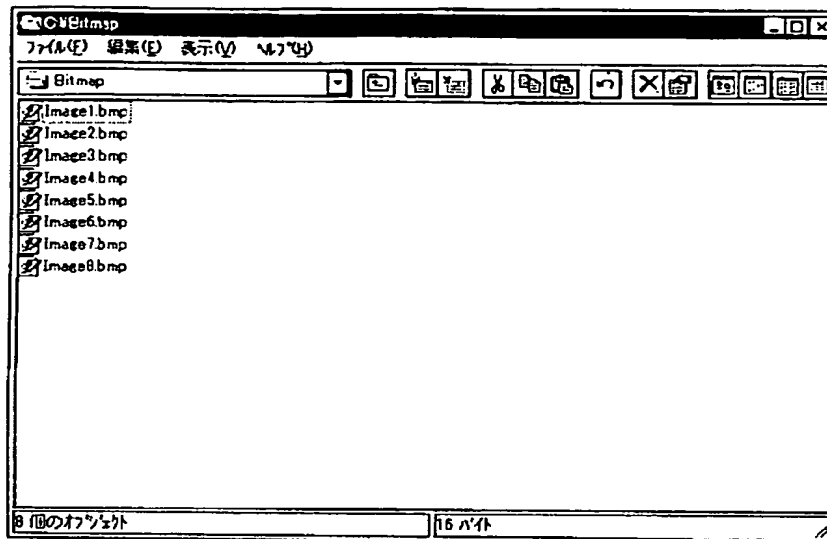 C:¥Bitmap
ファイル(F) 編集(E) 表示(V) ヘルプ(H)
Bitmap
Image1.bmp
Image2.bmp
Image3.bmp
Image4.bmp
Image5.bmp
Image6.bmp
Image7.bmp
Image8.bmp
8 個のオブジェクト 16 バイト